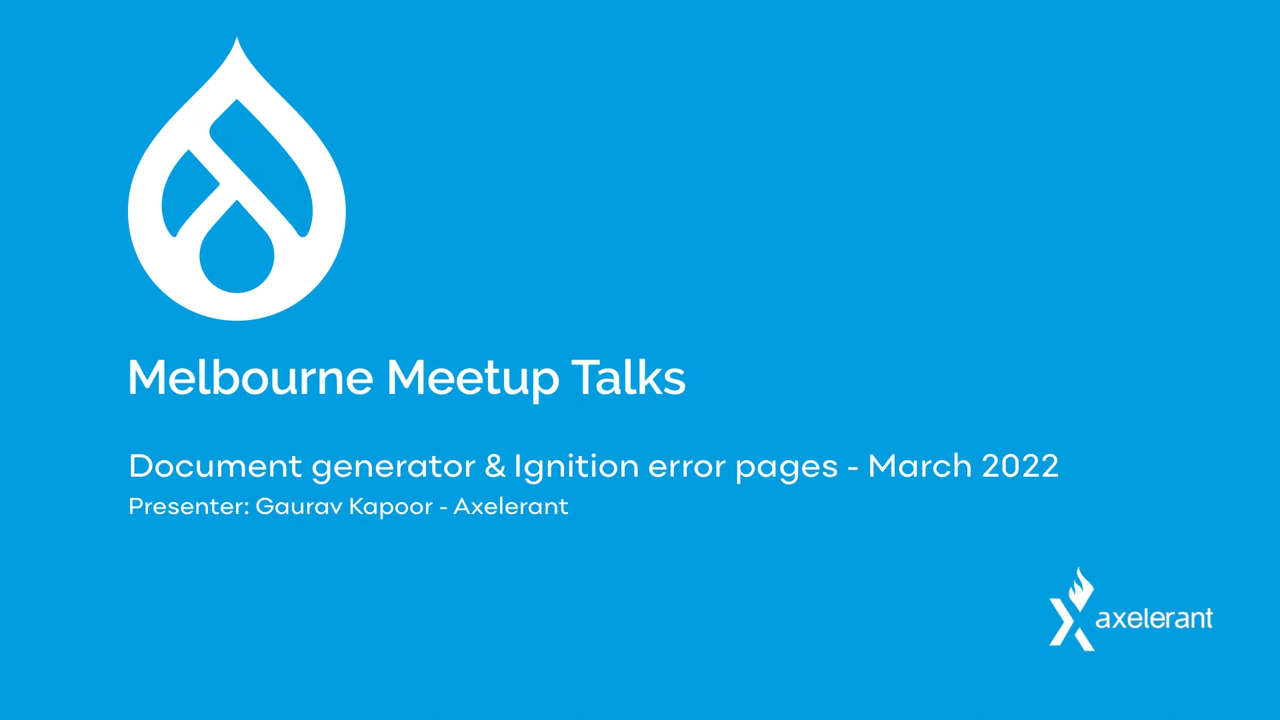 Melbourne Meetup Talks
Document generator & Ignition error pages - March 2022
Presenter: Gaurav Kapoor - Axelerant
axelerant